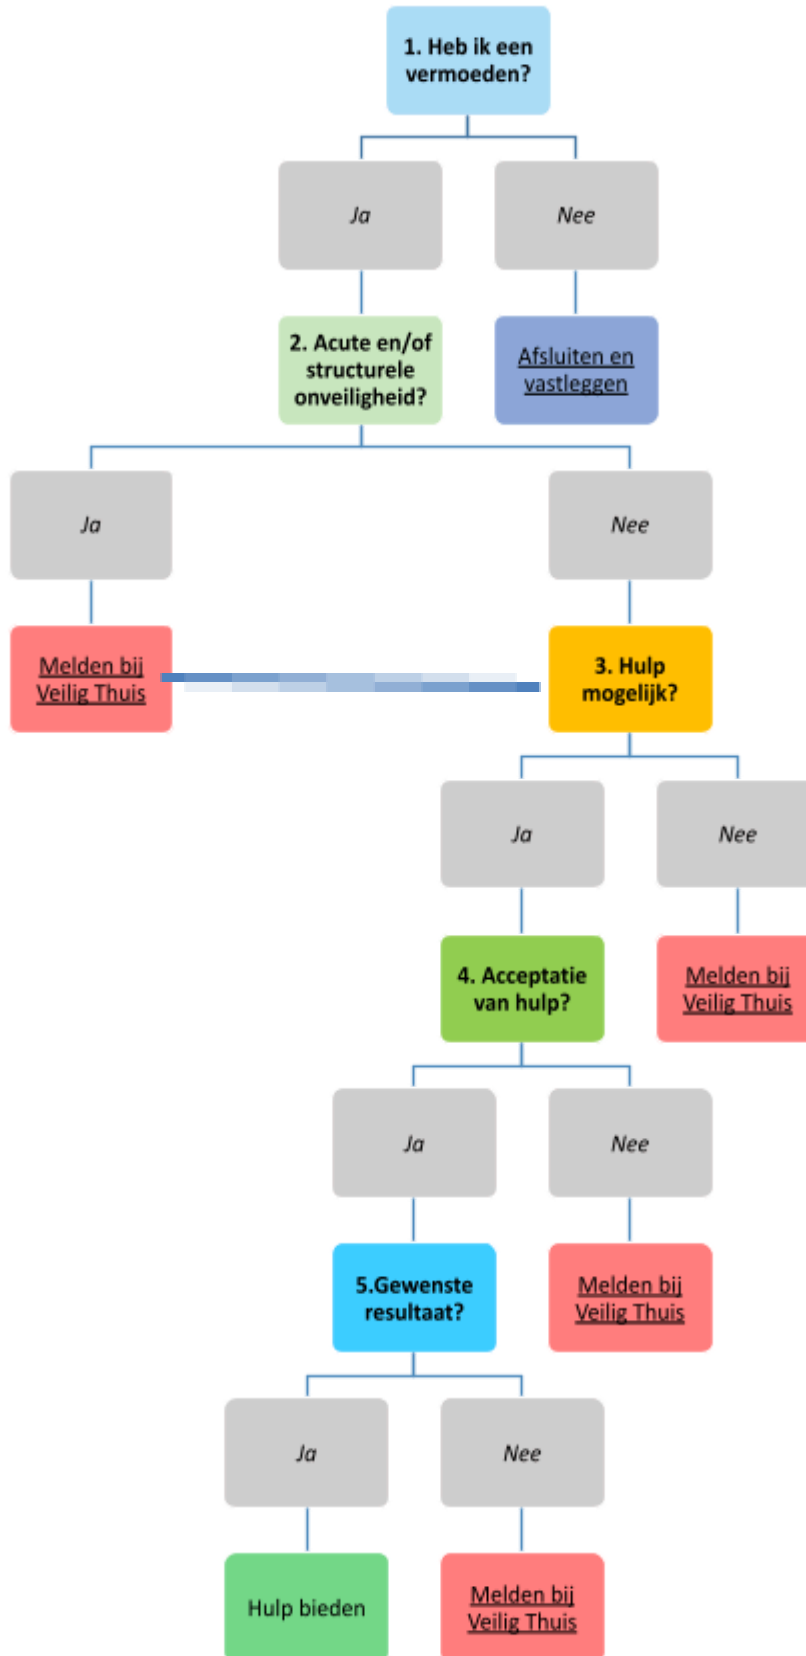 1. Heb ik een
vermoeden?
Ja
Nee
2. Acute en/of
structurele
onveiligheid?
Afsluiten en
vastleggen
Ja
Nee
Melden bij
Veilig Thuis
3. Hulp
mogelijk?
Ja
Nee
4. Acceptatie
van hulp?
Melden bij
Veilig Thuis
Ja
Nee
5.Gewenste
resultaat?
Melden bij
Veilig Thuis
Ja
Nee
Hulp bieden
Melden bij
Veilig Thuis